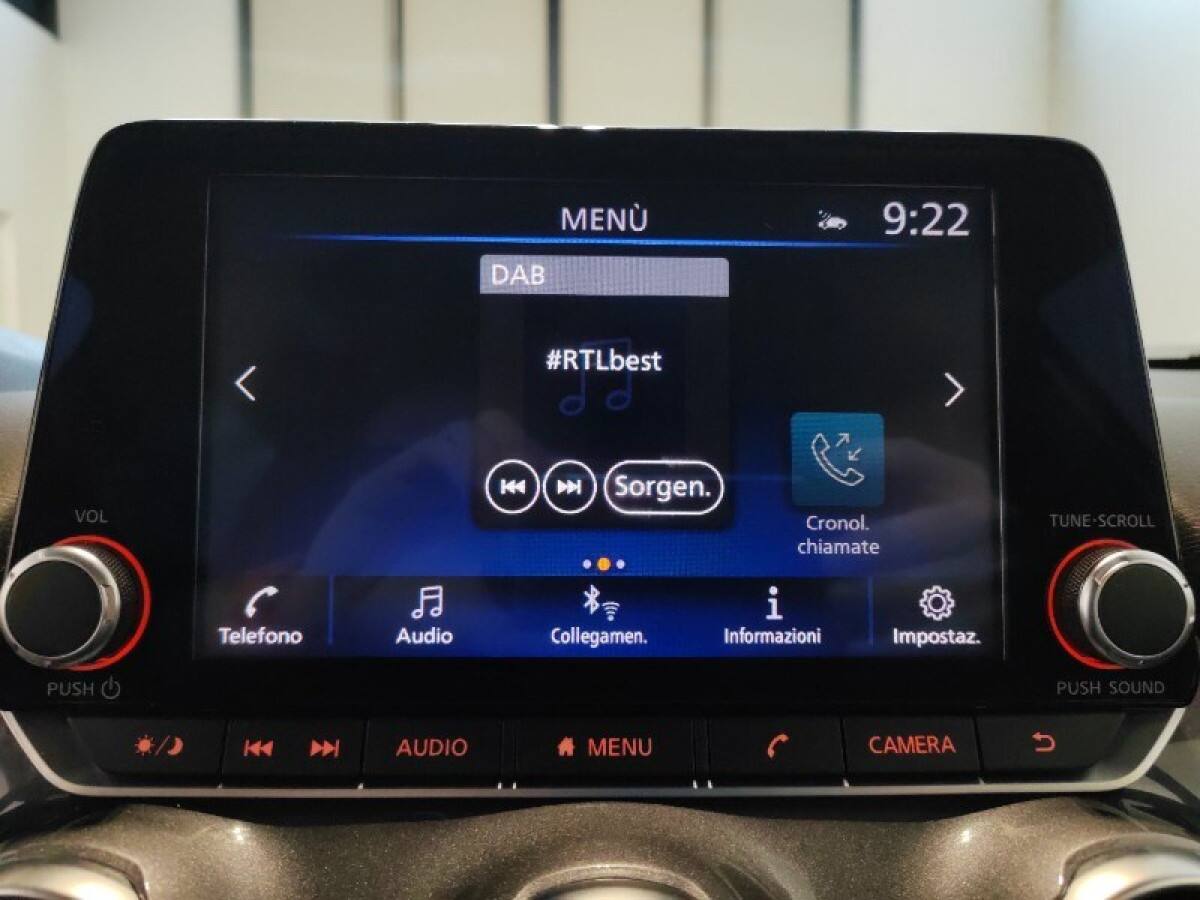 MENÙ
9:22
DAB
#RTLbest
Sorgen.
Cronol.
chiamate
VOL
TUNE·SCROLL
Telefono
Audio
Collegamen.
Informazioni
Impostaz.
PUSH
PUSH SOUND
AUDIO
MENU
CAMERA